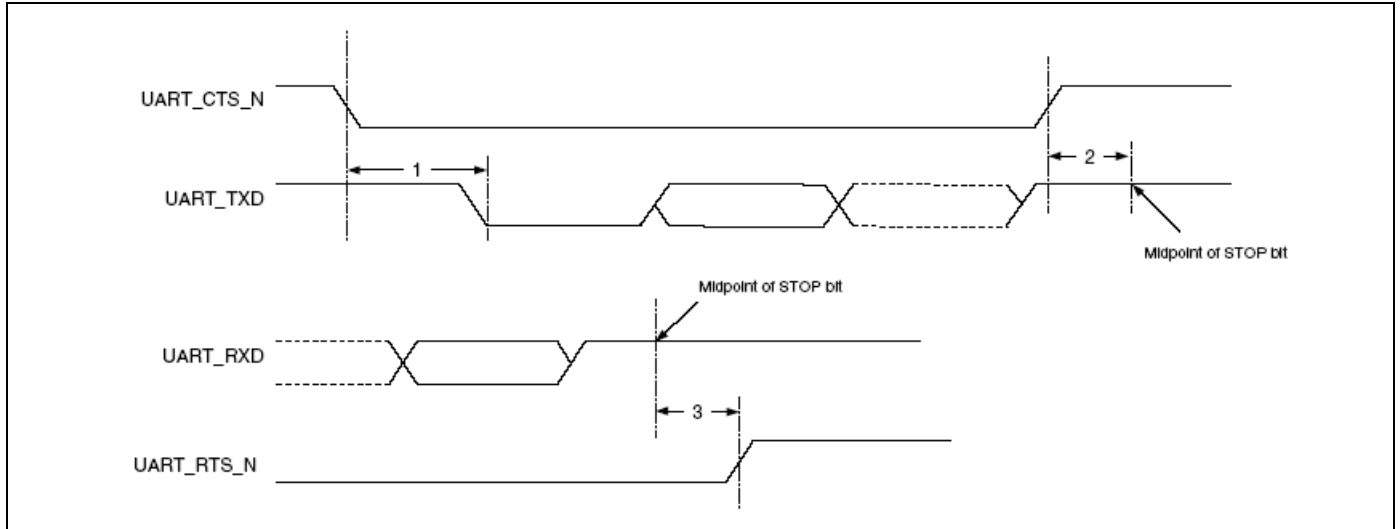 UART_CTS_N
1
2
UART_TXD
Midpoint of STOP bit
Midpoint of STOP bit
UART_RXD
3
UART_RTS_N